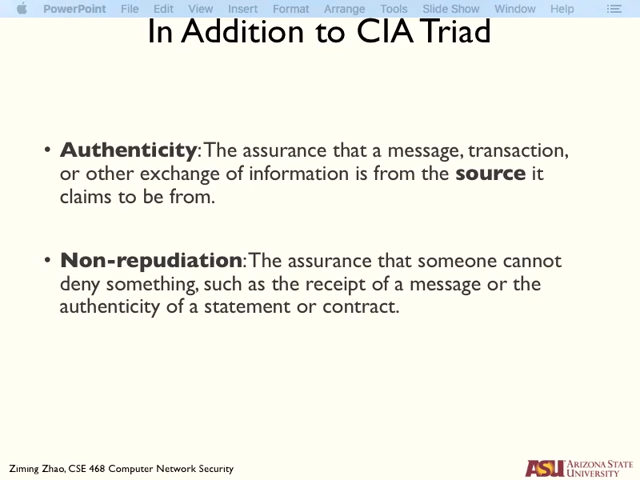 PowerPoint File Edit View Insert Format Arrange Tools Slide Show Window Help
In Addition to CIA Triad
• Authenticity: The assurance that a message, transaction,
or other exchange of information is from the source it
claims to be from.
• Non-repudiation: The assurance that someone cannot
deny something, such as the receipt of a message or the
authenticity of a statement or contract.
Ziming Zhao, CSE 468 Computer Network Security
ASU ARIZONA STATE
UNIVERSITY